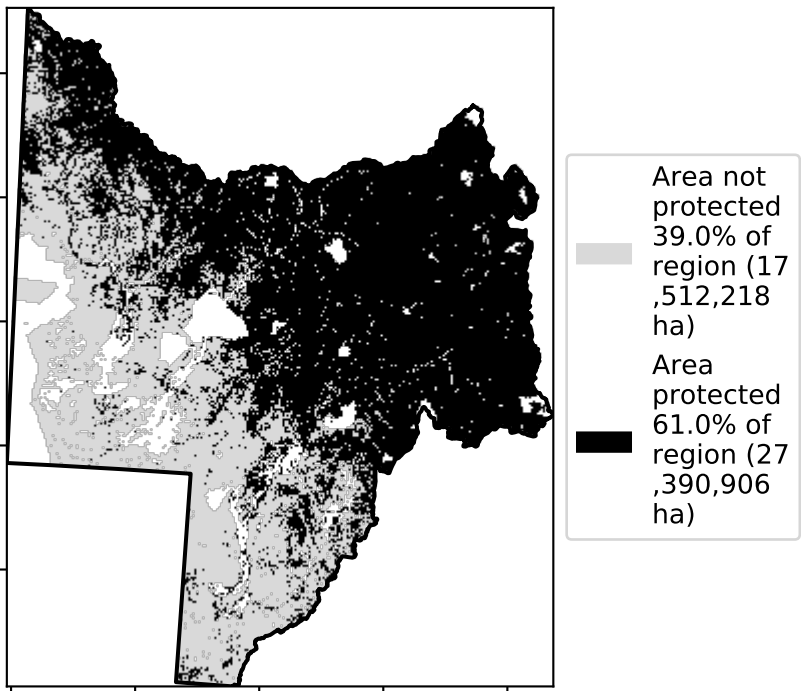 Area not
protected
39.0% of
region (17
,512,218
ha)
Area
protected
61.0% of
region (27
,390,906
ha)